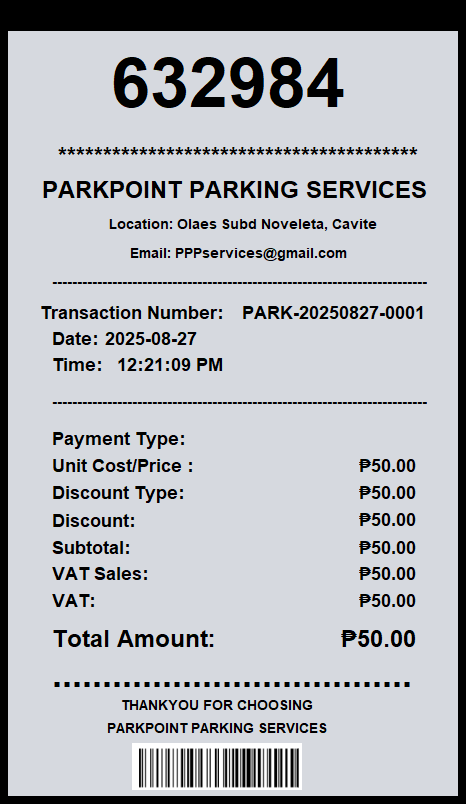 632984
****************************************
PARKPOINT PARKING SERVICES
Location: Olaes Subd Noveleta, Cavite
Email: PPPservices@gmail.com
--------------------------------------------------------------------------
Transaction Number: PARK-20250827-0001
Date: 2025-08-27
Time: 12:21:09 PM
--------------------------------------------------------------------------
Payment Type:
Unit Cost/Price : ₱50.00
Discount Type: ₱50.00
Discount: ₱50.00
Subtotal: ₱50.00
VAT Sales: ₱50.00
VAT: ₱50.00
Total Amount: ₱50.00
....................................
THANKYOU FOR CHOOSING
PARKPOINT PARKING SERVICES